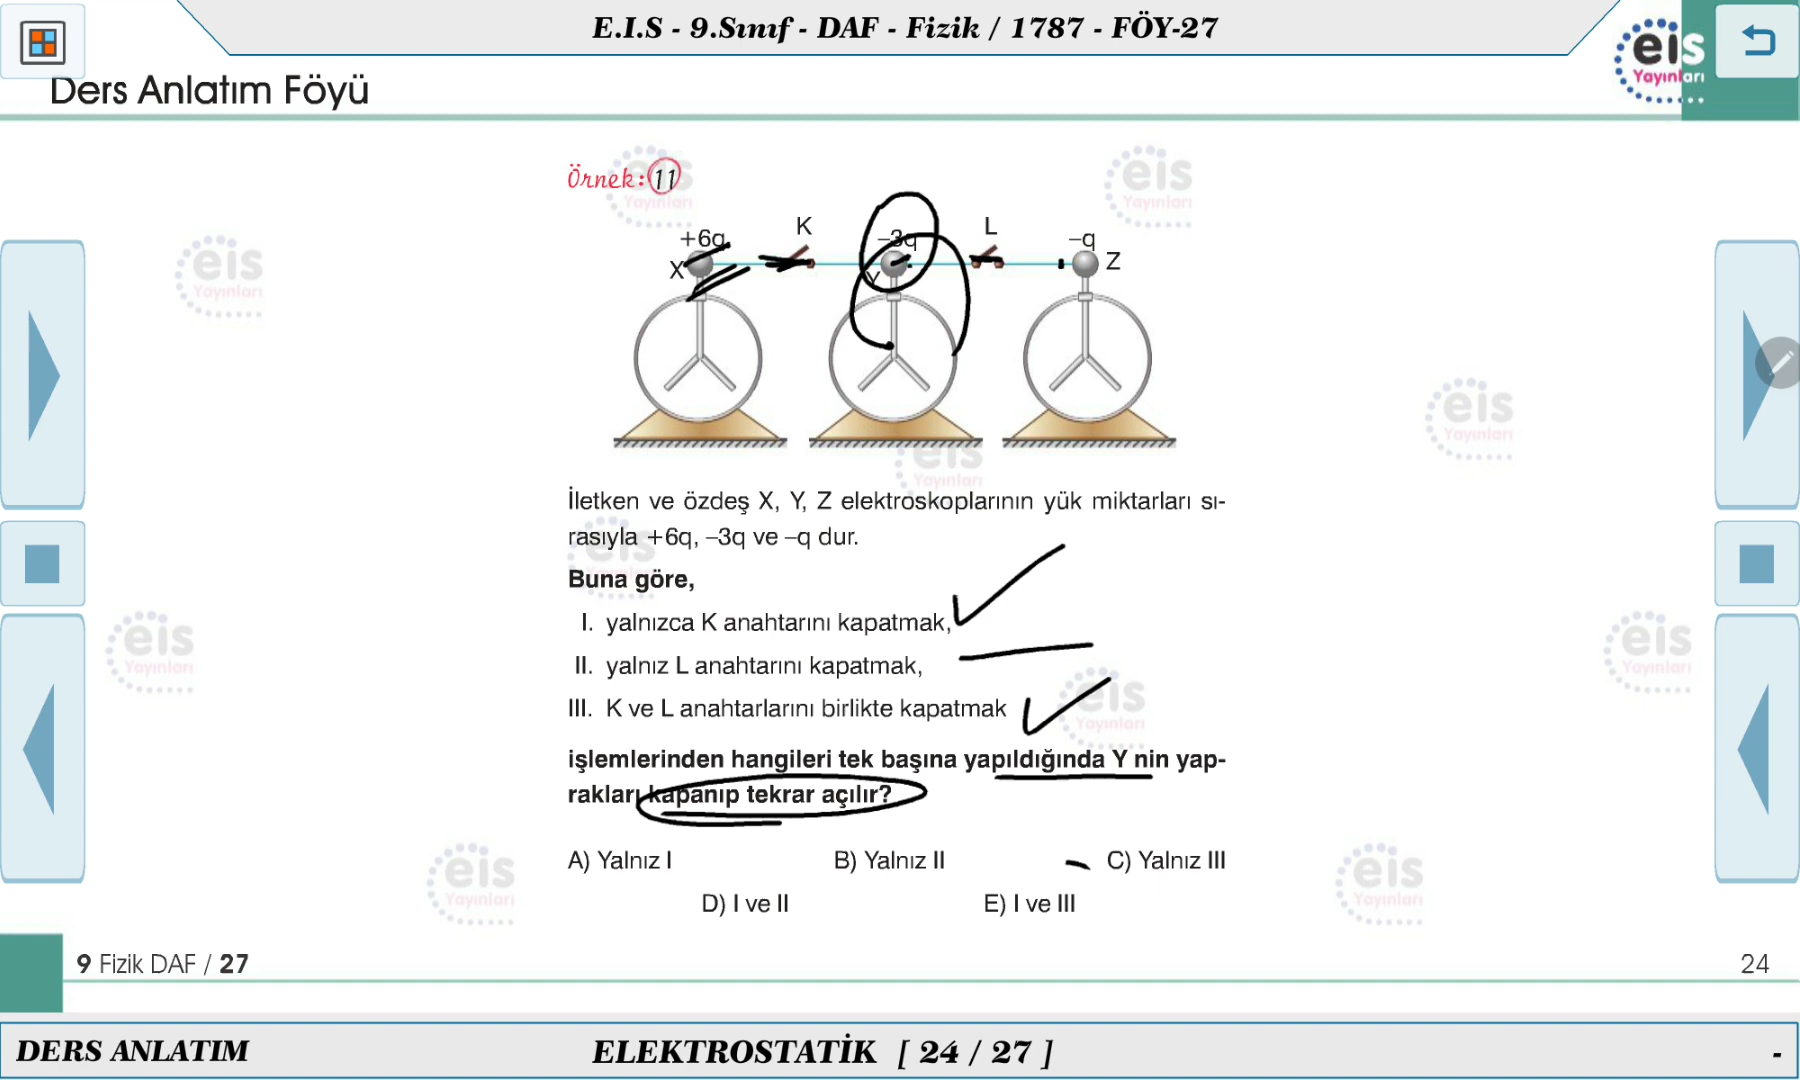 E.I.S - 9.Sınıf - DAF - Fizik / 1787 - FÖY-27
eis
Yayınları
Ders Anlatım Föyü
Örnek: 11
K
L
+6q
−3q
−q
X
Y
Z
İletken ve özdeş X, Y, Z elektroskoplarının yük miktarları sı-
rasıyla +6q, −3q ve −q dur.
Buna göre,
I. yalnızca K anahtarını kapatmak,
II. yalnız L anahtarını kapatmak,
III. K ve L anahtarlarını birlikte kapatmak
işlemlerinden hangileri tek başına yapıldığında Y nin yap-
rakları kapanıp tekrar açılır?
A) Yalnız I
B) Yalnız II
C) Yalnız III
D) I ve II
E) I ve III
9 Fizik DAF / 27
24
DERS ANLATIM
ELEKTROSTATİK [ 24 / 27 ]
-